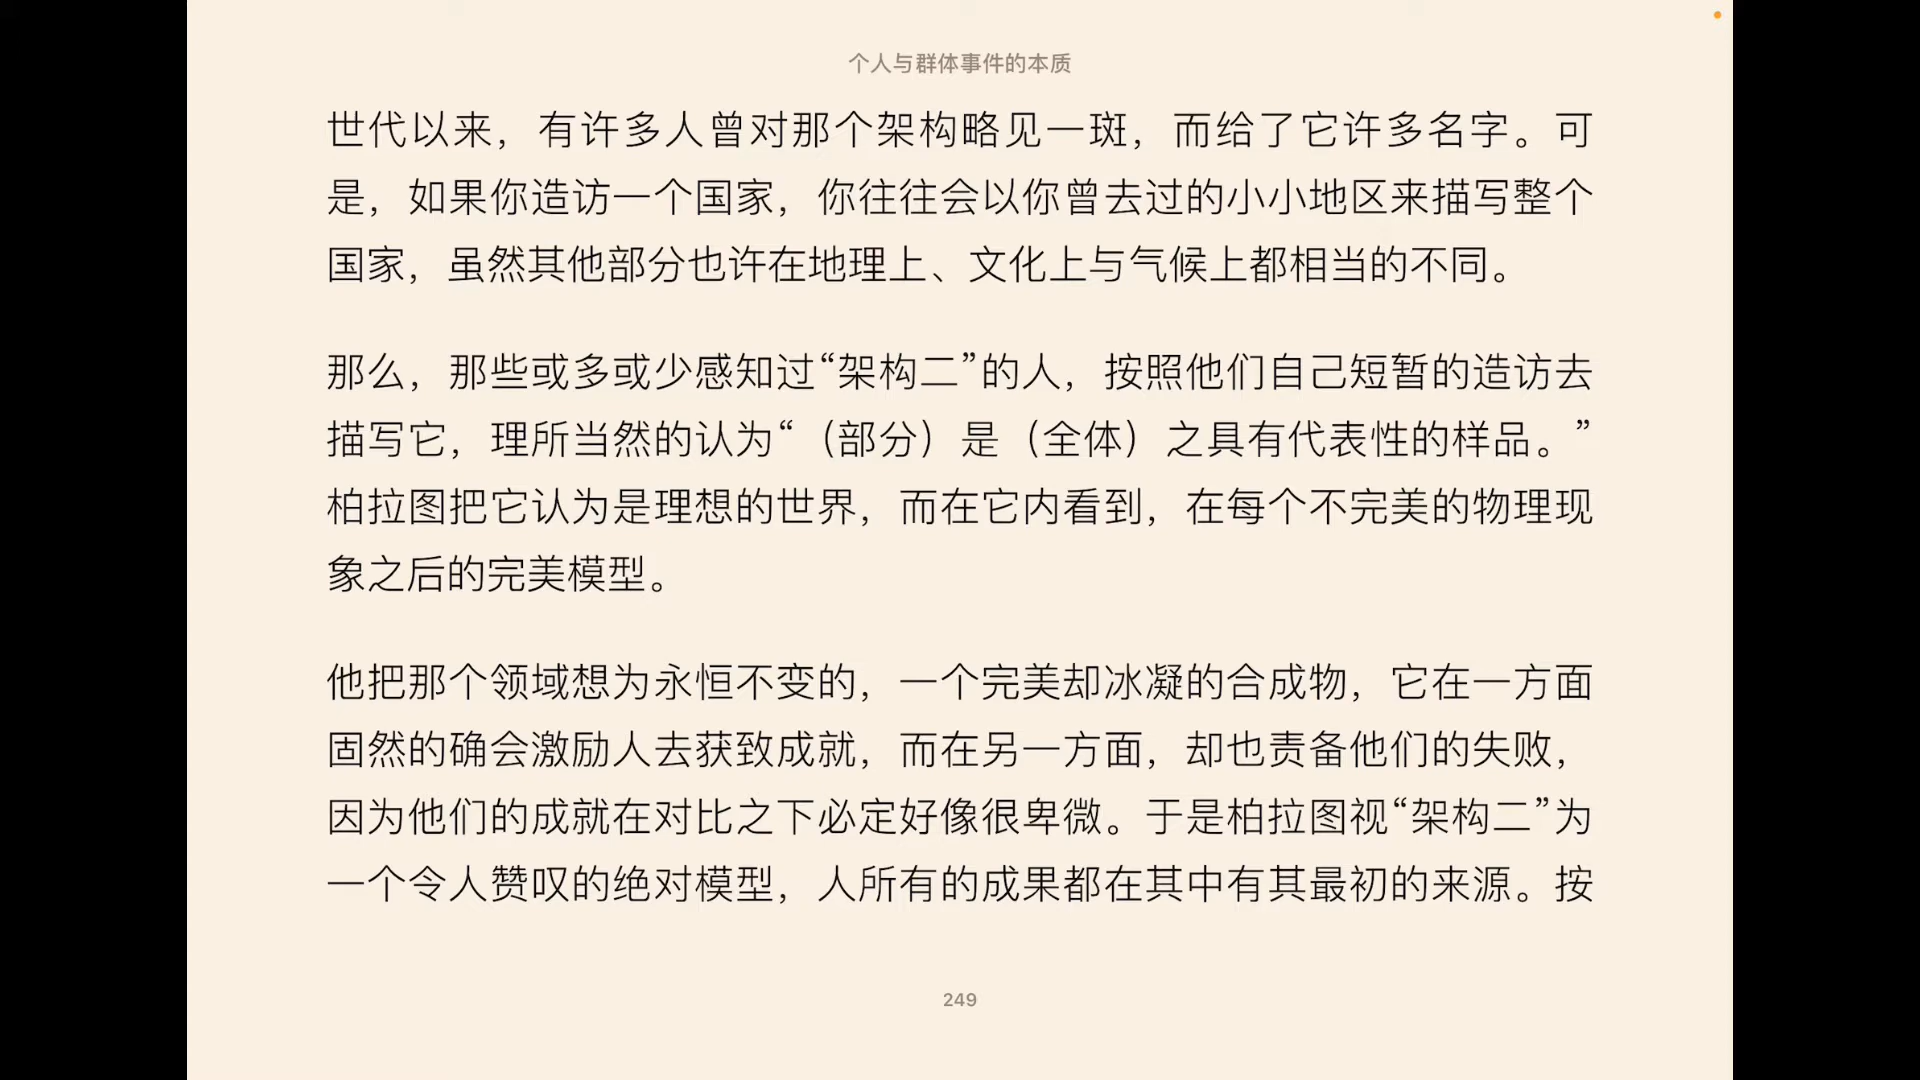 个人与群体事件的本质
世代以来，有许多人曾对那个架构略见一斑，而给了它许多名字。可
是，如果你造访一个国家，你往往会以你曾去过的小小地区来描写整个
国家，虽然其他部分也许在地理上、文化上与气候上都相当的不同。
那么，那些或多或少感知过“架构二”的人，按照他们自己短暂的造访去
描写它，理所当然的认为“（部分）是（全体）之具有代表性的样品。”
柏拉图把它认为是理想的世界，而在它内看到，在每个不完美的物理现
象之后的完美模型。
他把那个领域想为永恒不变的，一个完美却冰凝的合成物，它在一方面
固然的确会激励人去获致成就，而在另一方面，却也责备他们的失败，
因为他们的成就在对比之下必定好像很卑微。于是柏拉图视“架构二”为
一个令人赞叹的绝对模型，人所有的成果都在其中有其最初的来源。按
249